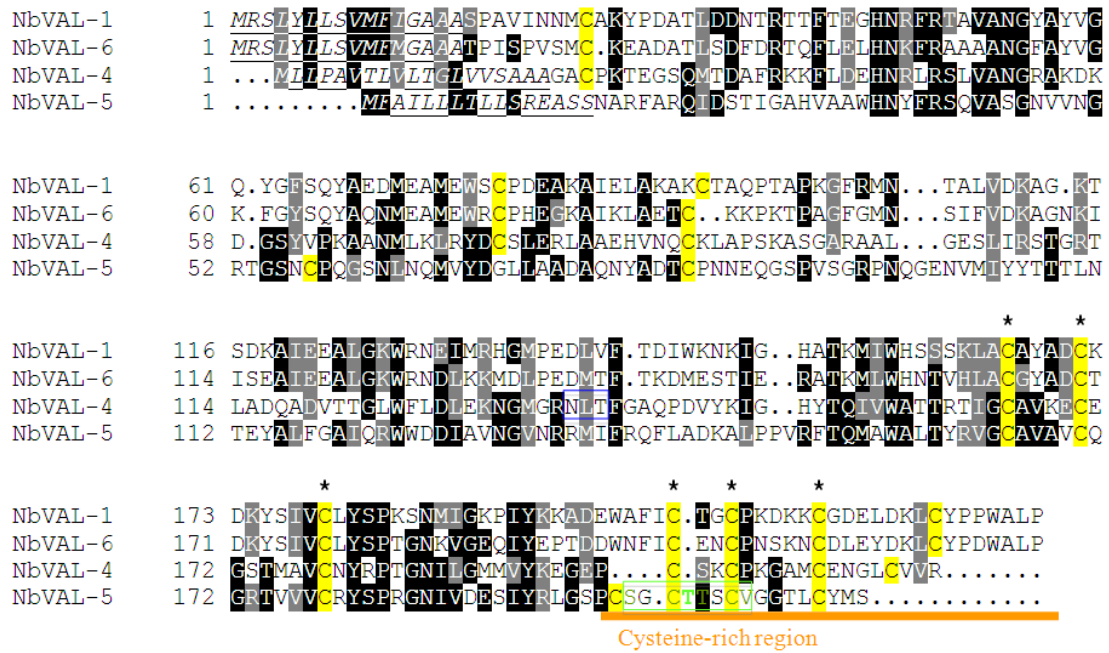 NbVAL-1 1 MRSLYLLSVMFIGAAASPAVINNMCAKYPDATLDDNTRTTFTEGHNRFRTAVANGYAYVG
NbVAL-6 1 MRSLYLLSVMFMGAAATPISPVSMC.KEADATLSDFDRTQFLELHNKFRAAAANGFAYVG
NbVAL-4 1 ...MLLPAVTLVLTGLVVSAAAGACPKTEGSQMTDAFRKKFLDEHNRLRSLVANGRAKDK
NbVAL-5 1 .........MFAILLLTLLSREASSNARFARQIDSTIGAHVAAWHNYFRSQVASGNVVNG
NbVAL-1 61 Q.YGFSQYAEDMEAMEWSCPDEAKAIELAKAKCTAQPTAPKGFRMN...TALVDKAG.KT
NbVAL-6 60 K.FGYSQYAQNMEAMEWRCPHEGKAIKLAETC..KKPKTPAGFGMN...SIFVDKAGNKI
NbVAL-4 58 D.GSYVPKAANMLKLRYDCSLERLAAEHVNQCKLAPSKASGARAAL...GESLIRSTGRT
NbVAL-5 52 RTGSNCPQGSNLNQMVYDGLLAADAQNYADTCPNNEQGSPVSGRPNQGENVMIYYTTTLN
* *
NbVAL-1 116 SDKAIEEALGKWRNEIMRHGMPEDLVF.TDIWKNKIG..HATKMIWHSSSKLACAYADCK
NbVAL-6 114 ISEAIEEALGKWRNDLKKMDLPEDMTF.TKDMESTIE..RATKMLWHNTVHLACGYADCT
NbVAL-4 114 LADQADVTTGLWFLDLEKNGMGRNLTFGAQPDVYKIG..HYTQIVWATTRTIGCAVKECE
NbVAL-5 112 TEYALFGAIQRWWDDIAVNGVNRRMIFRQFLADKALPPVRFTQMAWALTYRVGCAVAVCQ
* * * *
NbVAL-1 173 DKYSIVCLYSPKSNMIGKPIYKKADEWAFIC.TGCPKDKKCGDELDKLCYPPWALP
NbVAL-6 171 DKYSIVCLYSPTGNKVGEQIYEPTDDWNFIC.ENCPNSKNCDLEYDKLCYPDWALP
NbVAL-4 172 GSTMAVCNYRPTGNILGMMVYKEGEP....C.SKCPKGAMCENGLCVVR.......
NbVAL-5 172 GRTVVVCRYSPRGNIVDESIYRLGSPCSG.CTTSCVGGTLCYMS............
Cysteine-rich region